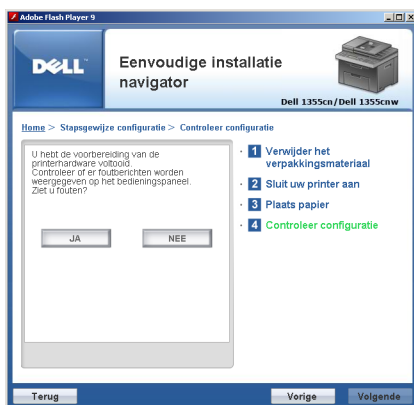 Adobe Flash Player 9
DELL
Eenvoudige installatie
navigator
Dell 1355cn/Dell 1355cnw
Home > Stapsgewijze configuratie > Controleer configuratie
U hebt de voorbereiding van de
printerhardware voltooid.
Controleer of er foutberichten worden
weergegeven op het bedieningspaneel.
Ziet u fouten?
JA
NEE
1 Verwijder het
verpakkingsmateriaal
2 Sluit uw printer aan
3 Plaats papier
4 Controleer configuratie
Terug
Vorige
Volgende